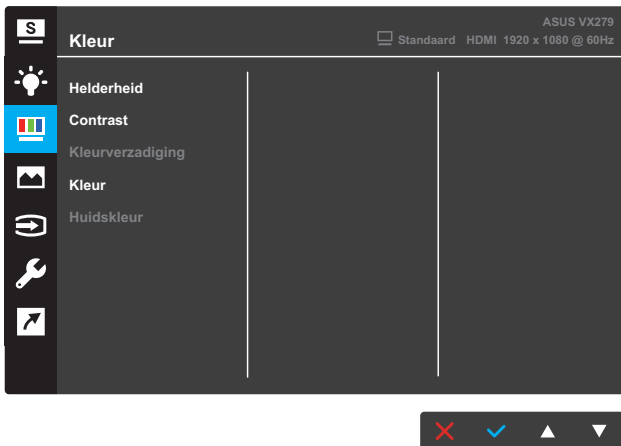 S
ASUS VX279
Kleur
Standaard HDMI 1920 x 1080 @ 60Hz
Helderheid
Contrast
Kleurverzadiging
Kleur
Huidskleur